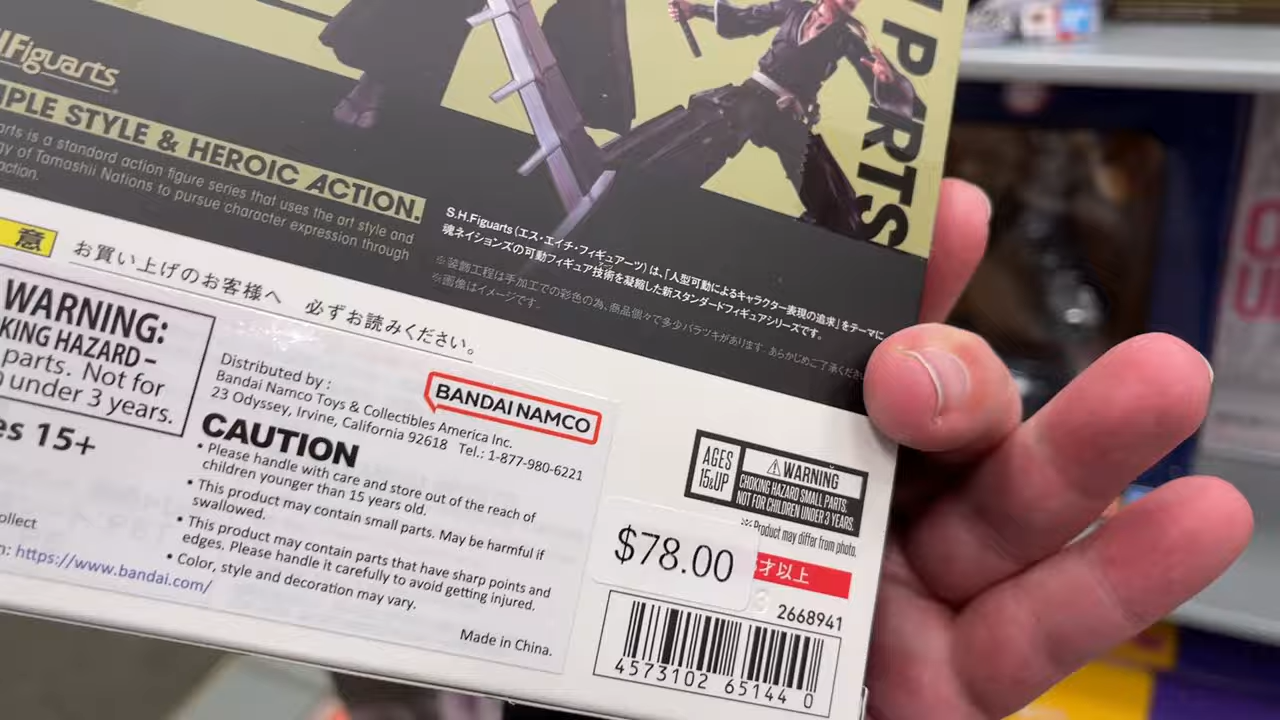 Figuarts
STYLE & HEROIC ACTION.
is a standard action figure series that uses the art style and
of Tamashii Nations to pursue character expression through
ARTS
S.H.Figuarts（エス・エイチ・フィギュアーツ）は、「人型可動によるキャラクター表現の追求」をテーマに
魂ネイションズの可動フィギュア技術を凝縮した新スタンダードフィギュアシリーズです。
※装飾工程は手加工での彩色の為、商品個々で多少バラツキがあります。あらかじめご了承ください
※画像はイメージです。
意
お買い上げのお客様へ 必ずお読みください。
WARNING:
HAZARD–
parts. Not for
under 3 years.
15+
Distributed by :
Bandai Namco Toys & Collectibles America Inc.
23 Odyssey, Irvine, California 92618 Tel.: 1-877-980-6221
BANDAI NAMCO
CAUTION
• Please handle with care and store out of the reach of
children younger than 15 years old.
• This product may contain small parts. May be harmful if
swallowed.
• This product may contain parts that have sharp points and
edges. Please handle it carefully to avoid getting injured.
• Color, style and decoration may vary.
https://www.bandai.com/
Made in China.
AGES
15&UP
WARNING
CHOKING HAZARD SMALL PARTS.
NOT FOR CHILDREN UNDER 3 YEARS.
※Product may differ from photo.
$78.00
才以上
2668941
4573102 65144 0